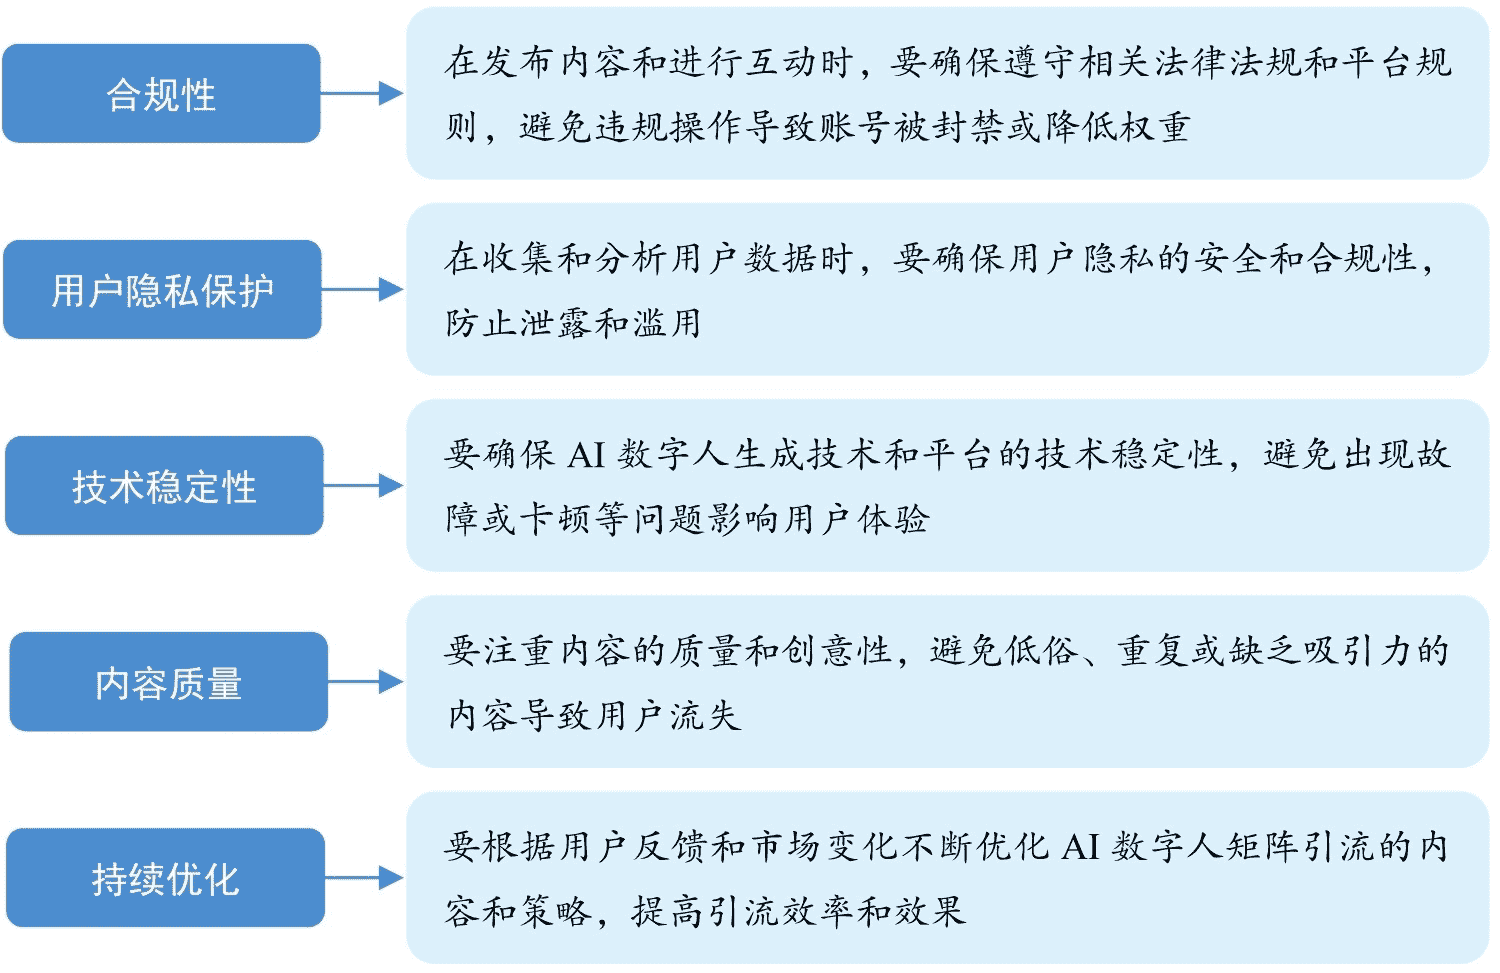 合规性
在发布内容和进行互动时，要确保遵守相关法律法规和平台规
则，避免违规操作导致账号被封禁或降低权重
用户隐私保护
在收集和分析用户数据时，要确保用户隐私的安全和合规性，
防止泄露和滥用
技术稳定性
要确保 AI 数字人生成技术和平台的技术稳定性，避免出现故
障或卡顿等问题影响用户体验
内容质量
要注重内容的质量和创意性，避免低俗、重复或缺乏吸引力的
内容导致用户流失
持续优化
要根据用户反馈和市场变化不断优化 AI 数字人矩阵引流的内
容和策略，提高引流效率和效果